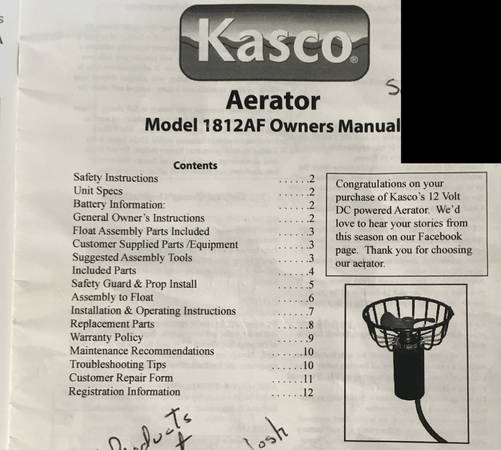 Kasco®
Aerator
Model 1812AF Owners Manual
Contents
Safety Instructions ......2
Unit Specs ......2
Battery Information: ......2
General Owner's Instructions ......2
Float Assembly Parts Included ......3
Customer Supplied Parts /Equipment ......3
Suggested Assembly Tools ......3
Included Parts ......4
Safety Guard & Prop Install ......5
Assembly to Float ......6
Installation & Operating Instructions ......7
Replacement Parts ......8
Warranty Policy ......9
Maintenance Recommendations ......10
Troubleshooting Tips ......10
Customer Repair Form ......11
Registration Information ......12
Congratulations on your
purchase of Kasco's 12 Volt
DC powered Aerator. We'd
love to hear your stories from
this season on our Facebook
page. Thank you for choosing
our aerator.
Products
Josh